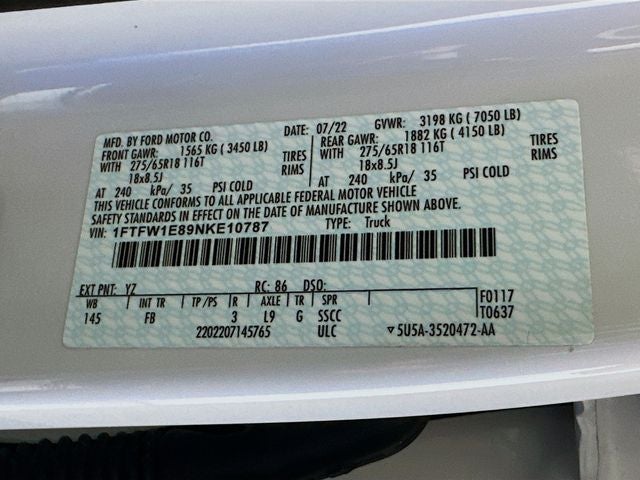 MFD. BY FORD MOTOR CO. DATE: 07/22 GVWR: 3198 KG ( 7050 LB)
FRONT GAWR: 1565 KG ( 3450 LB) REAR GAWR: 1882 KG ( 4150 LB)
WITH 275/65R18 116T TIRES WITH 275/65R18 116T TIRES
18x8.5J RIMS 18x8.5J RIMS
AT 240 kPa/ 35 PSI COLD AT 240 kPa/ 35 PSI COLD
THIS VEHICLE CONFORMS TO ALL APPLICABLE FEDERAL MOTOR VEHICLE
SAFETY STANDARDS IN EFFECT ON THE DATE OF MANUFACTURE SHOWN ABOVE.
VIN: 1FTFW1E89NKE10787 TYPE: Truck
EXT PNT: YZ RC: 86 DSO:
WB INT TR TP/PS R AXLE TR SPR F0117
145 FB 3 L9 G SSCC T0637
2202207145765 ULC ▽5U5A-3520472-AA